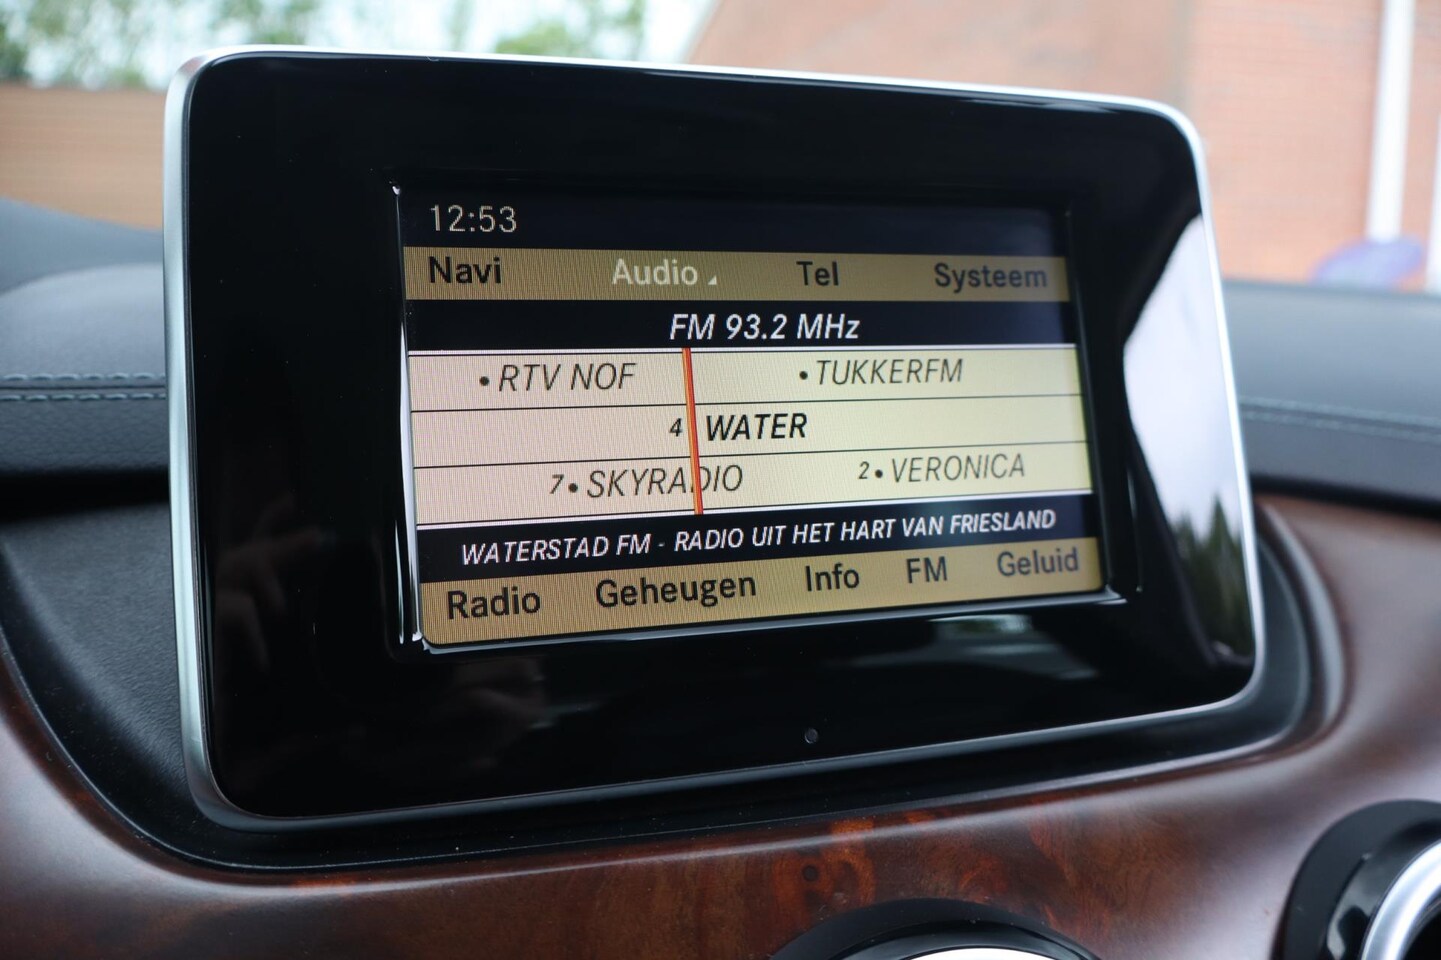 12:53
Navi Audio Tel Systeem
FM 93.2 MHz
•RTV NOF •TUKKERFM
4 WATER
7•SKYRADIO 2•VERONICA
WATERSTAD FM - RADIO UIT HET HART VAN FRIESLAND
Radio Geheugen Info FM Geluid